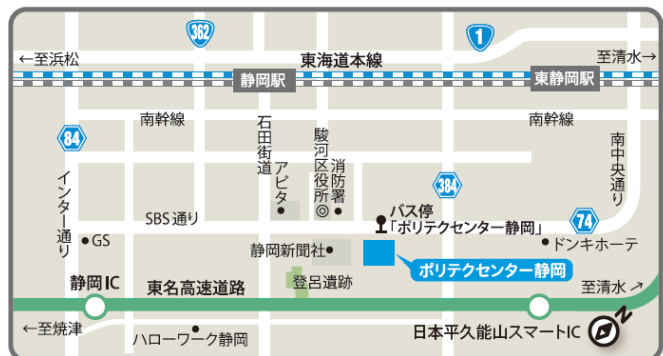 362
1
←至浜松
東海道本線
至清水→
静岡駅
東静岡駅
84
南幹線
石田街道
アピタ
駿河区役所
消防署
南幹線
南中央通り
インター通り
384
SBS通り
バス停
「ポリテクセンター静岡」
74
GS
静岡新聞社
ドンキホーテ
ポリテクセンター静岡
静岡IC
東名高速道路
登呂遺跡
至清水↗
←至焼津
ハローワーク静岡
日本平久能山スマートIC
N